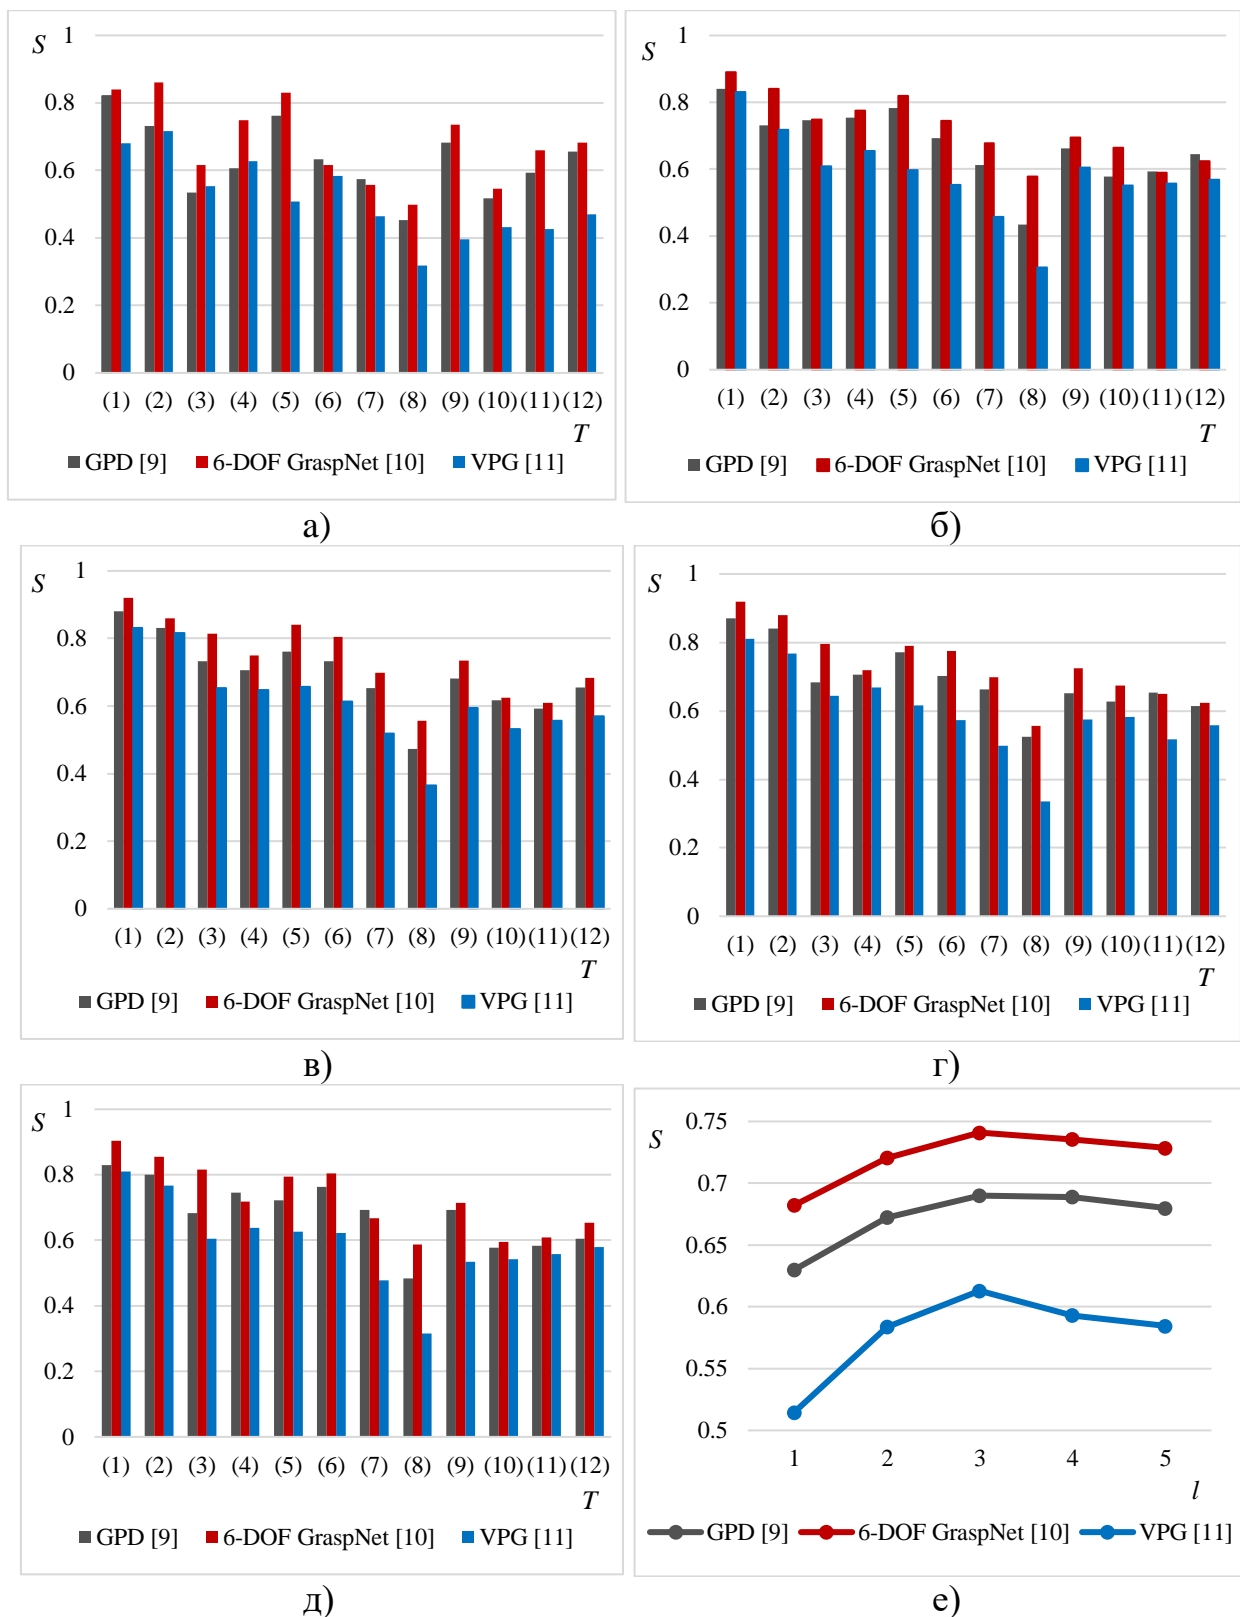 S
1
0.8
0.6
0.4
0.2
0
(1) (2) (3) (4) (5) (6) (7) (8) (9) (10) (11) (12)
T
GPD [9] 6-DOF GraspNet [10] VPG [11]
а)
S
1
0.8
0.6
0.4
0.2
0
(1) (2) (3) (4) (5) (6) (7) (8) (9) (10) (11) (12)
T
GPD [9] 6-DOF GraspNet [10] VPG [11]
б)
S
1
0.8
0.6
0.4
0.2
0
(1) (2) (3) (4) (5) (6) (7) (8) (9) (10) (11) (12)
T
GPD [9] 6-DOF GraspNet [10] VPG [11]
в)
S
1
0.8
0.6
0.4
0.2
0
(1) (2) (3) (4) (5) (6) (7) (8) (9) (10) (11) (12)
T
GPD [9] 6-DOF GraspNet [10] VPG [11]
г)
S
1
0.8
0.6
0.4
0.2
0
(1) (2) (3) (4) (5) (6) (7) (8) (9) (10) (11) (12)
T
GPD [9] 6-DOF GraspNet [10] VPG [11]
д)
S
0.75
0.7
0.65
0.6
0.55
0.5
1 2 3 4 5
l
GPD [9] 6-DOF GraspNet [10] VPG [11]
е)